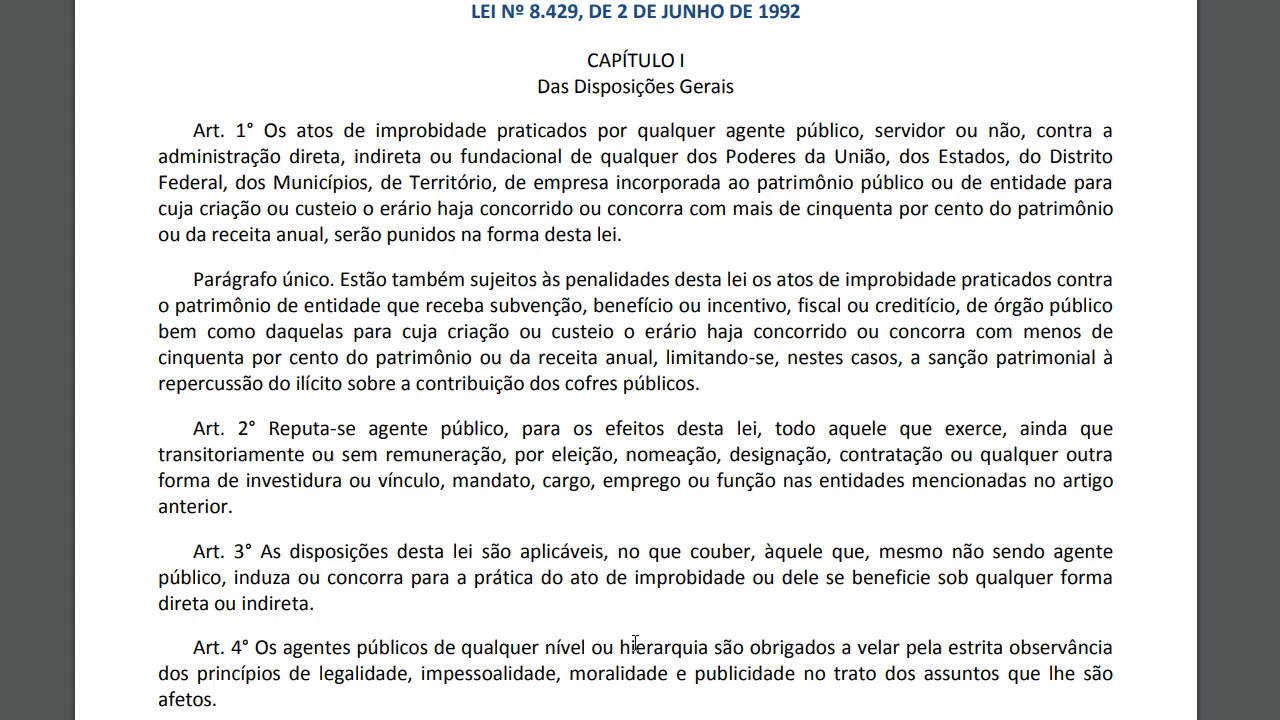 LEI Nº 8.429, DE 2 DE JUNHO DE 1992
CAPÍTULO I
Das Disposições Gerais
Art. 1° Os atos de improbidade praticados por qualquer agente público, servidor ou não, contra a
administração direta, indireta ou fundacional de qualquer dos Poderes da União, dos Estados, do Distrito
Federal, dos Municípios, de Território, de empresa incorporada ao patrimônio público ou de entidade para
cuja criação ou custeio o erário haja concorrido ou concorra com mais de cinquenta por cento do patrimônio
ou da receita anual, serão punidos na forma desta lei.
Parágrafo único. Estão também sujeitos às penalidades desta lei os atos de improbidade praticados contra
o patrimônio de entidade que receba subvenção, benefício ou incentivo, fiscal ou creditício, de órgão público
bem como daquelas para cuja criação ou custeio o erário haja concorrido ou concorra com menos de
cinquenta por cento do patrimônio ou da receita anual, limitando-se, nestes casos, a sanção patrimonial à
repercussão do ilícito sobre a contribuição dos cofres públicos.
Art. 2° Reputa-se agente público, para os efeitos desta lei, todo aquele que exerce, ainda que
transitoriamente ou sem remuneração, por eleição, nomeação, designação, contratação ou qualquer outra
forma de investidura ou vínculo, mandato, cargo, emprego ou função nas entidades mencionadas no artigo
anterior.
Art. 3° As disposições desta lei são aplicáveis, no que couber, àquele que, mesmo não sendo agente
público, induza ou concorra para a prática do ato de improbidade ou dele se beneficie sob qualquer forma
direta ou indireta.
Art. 4° Os agentes públicos de qualquer nível ou hierarquia são obrigados a velar pela estrita observância
dos princípios de legalidade, impessoalidade, moralidade e publicidade no trato dos assuntos que lhe são
afetos.